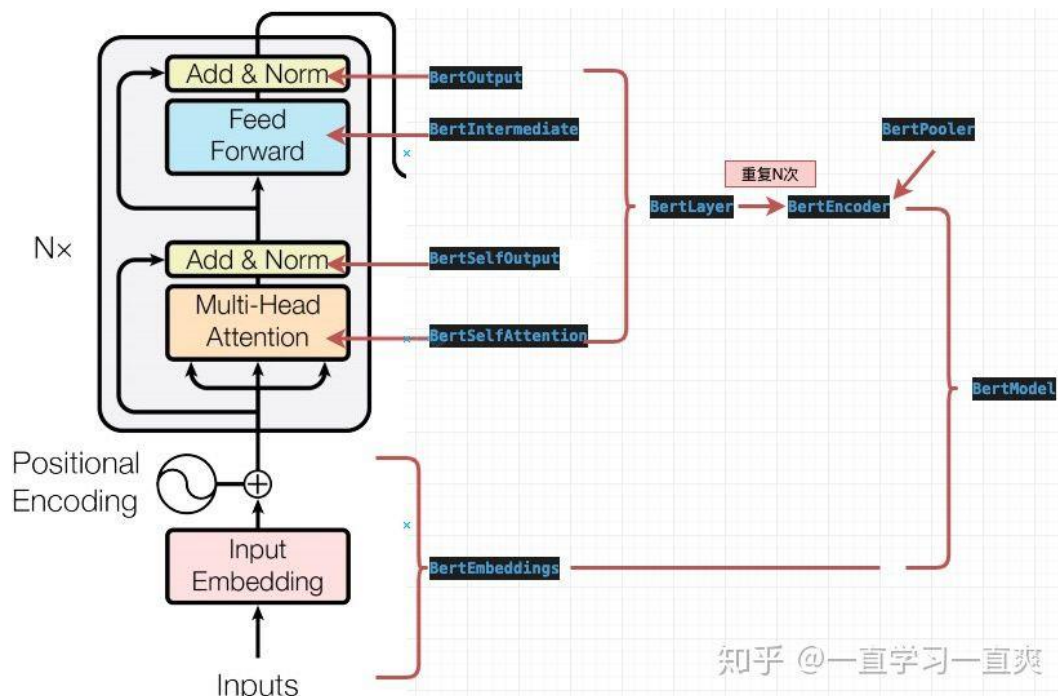 Add & Norm
BertOutput
Feed
Forward
BertIntermediate
BertPooler
重复N次
BertLayer
BertEncoder
N×
Add & Norm
BertSelfOutput
Multi-Head
Attention
BertSelfAttention
BertModel
Positional
Encoding
Input
Embedding
BertEmbeddings
Inputs
知乎 @一直学习一直爽